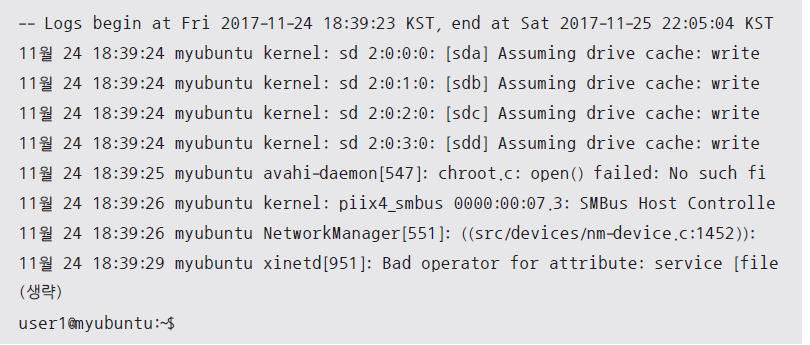 -- Logs begin at Fri 2017-11-24 18:39:23 KST, end at Sat 2017-11-25 22:05:04 KST
11월 24 18:39:24 myubuntu kernel: sd 2:0:0:0: [sda] Assuming drive cache: write
11월 24 18:39:24 myubuntu kernel: sd 2:0:1:0: [sdb] Assuming drive cache: write
11월 24 18:39:24 myubuntu kernel: sd 2:0:2:0: [sdc] Assuming drive cache: write
11월 24 18:39:24 myubuntu kernel: sd 2:0:3:0: [sdd] Assuming drive cache: write
11월 24 18:39:25 myubuntu avahi-daemon[547]: chroot.c: open() failed: No such fi
11월 24 18:39:26 myubuntu kernel: piix4_smbus 0000:00:07.3: SMBus Host Controlle
11월 24 18:39:26 myubuntu NetworkManager[551]: ((src/devices/nm-device.c:1452)):
11월 24 18:39:29 myubuntu xinetd[951]: Bad operator for attribute: service [file
(생략)
user1@myubuntu:~$